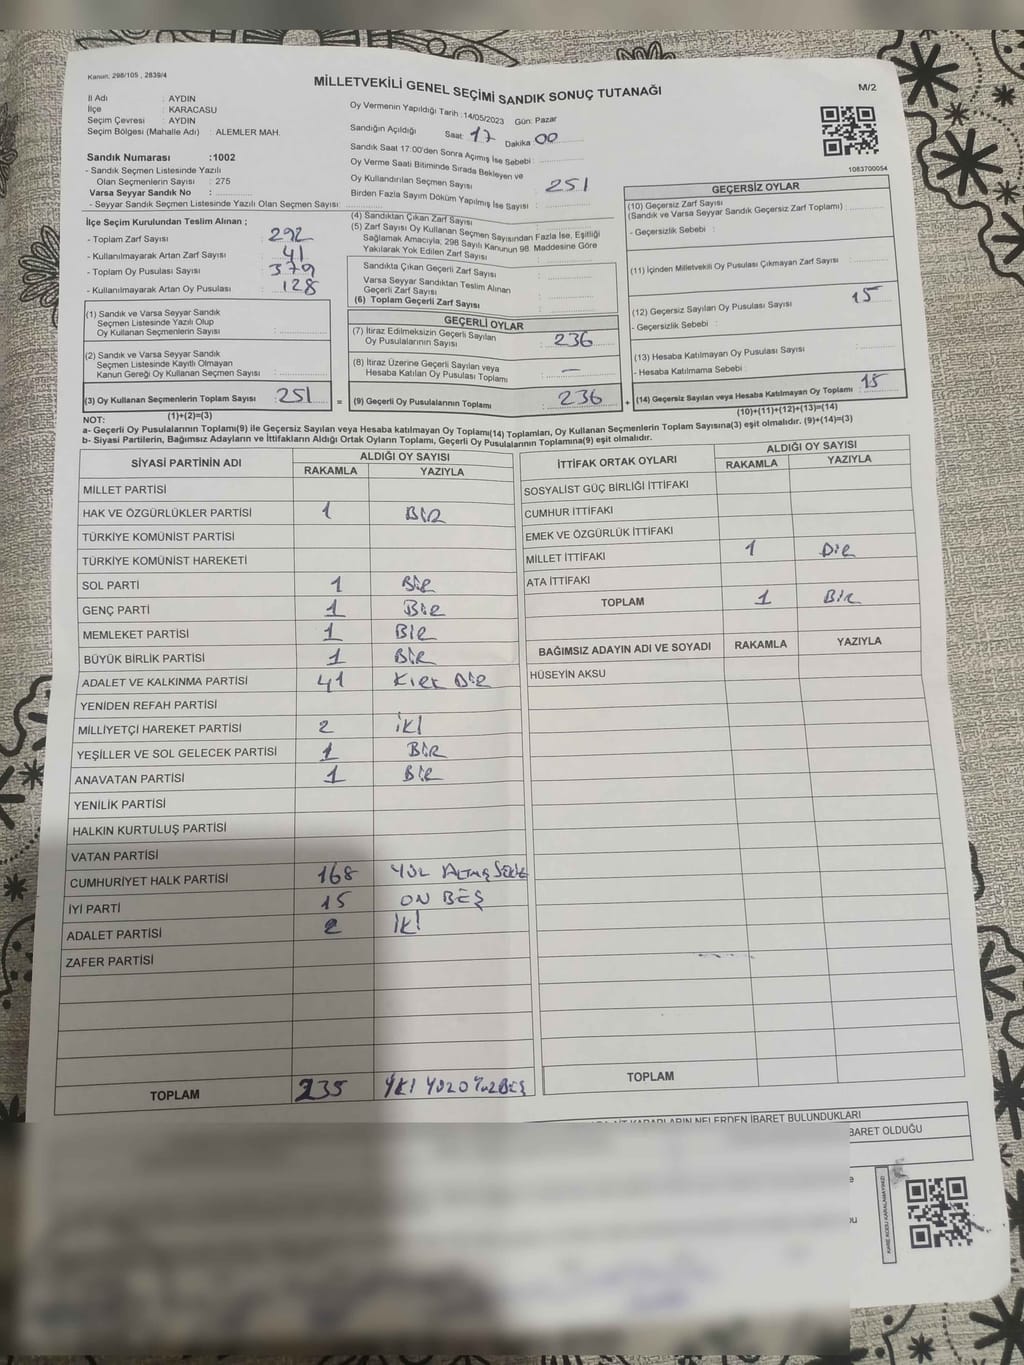 Kanun. 298/105 , 2839/4
MİLLETVEKİLİ GENEL SEÇİMİ SANDIK SONUÇ TUTANAĞI
M/2
İl Adı : AYDIN
İlçe : KARACASU
Seçim Çevresi : AYDIN
Seçim Bölgesi (Mahalle Adı) : ALEMLER MAH.
Sandık Numarası :1002
- Sandık Seçmen Listesinde Yazılı
Olan Seçmenlerin Sayısı : 275
Varsa Seyyar Sandık No :
- Seyyar Sandık Seçmen Listesinde Yazılı Olan Seçmen Sayısı:
Oy Vermenin Yapıldığı Tarih :14/05/2023 Gün: Pazar
Sandığın Açıldığı Saat: 17 Dakika 00
Sandık Saat 17:00'den Sonra Açımış İse Sebebi :
Oy Verme Saati Bitiminde Sırada Bekleyen ve
Oy Kullandırılan Seçmen Sayısı 251
Birden Fazla Sayım Döküm Yapılmış İse Sayısı :
1083700054
İlçe Seçim Kurulundan Teslim Alınan ;
- Toplam Zarf Sayısı : 292
- Kullanılmayarak Artan Zarf Sayısı : 41
- Toplam Oy Pusulası Sayısı : 379
- Kullanılmayarak Artan Oy Pusulası : 128
(1) Sandık ve Varsa Seyyar Sandık
Seçmen Listesinde Yazılı Olup
Oy Kullanan Seçmenlerin Sayısı :
(2) Sandık ve Varsa Seyyar Sandık
Seçmen Listesinde Kayıtlı Olmayan
Kanun Gereği Oy Kullanan Seçmen Sayısı :
(3) Oy Kullanan Seçmenlerin Toplam Sayısı : 251 =
(1)+(2)=(3)
(4) Sandıktan Çıkan Zarf Sayısı :
(5) Zarf Sayısı Oy Kullanan Seçmen Sayısından Fazla İse, Eşitliği
Sağlamak Amacıyla; 298 Sayılı Kanunun 98. Maddesine Göre
Yakılarak Yok Edilen Zarf Sayısı :
Sandıkta Çıkan Geçerli Zarf Sayısı :
Varsa Seyyar Sandıktan Teslim Alınan
Geçerli Zarf Sayısı :
(6) Toplam Geçerli Zarf Sayısı :
GEÇERLİ OYLAR
(7) İtiraz Edilmeksizin Geçerli Sayılan
Oy Pusulalarının Sayısı : 236
(8) İtiraz Üzerine Geçerli Sayılan veya
Hesaba Katılan Oy Pusulası Toplamı : —
(9) Geçerli Oy Pusulalarının Toplamı : 236 +
GEÇERSİZ OYLAR
(10) Geçersiz Zarf Sayısı
(Sandık ve Varsa Seyyar Sandık Geçersiz Zarf Toplamı) :
- Geçersizlik Sebebi :
(11) İçinden Milletvekili Oy Pusulası Çıkmayan Zarf Sayısı :
(12) Geçersiz Sayılan Oy Pusulası Sayısı : 15
- Geçersizlik Sebebi :
(13) Hesaba Katılmayan Oy Pusulası Sayısı :
- Hesaba Katılmama Sebebi :
(14) Geçersiz Sayılan veya Hesaba Katılmayan Oy Toplamı : 15
(10)+(11)+(12)+(13)=(14)
NOT:
a- Geçerli Oy Pusulalarının Toplamı(9) ile Geçersiz Sayılan veya Hesaba katılmayan Oy Toplamı(14) Toplamları, Oy Kullanan Seçmenlerin Toplam Sayısına(3) eşit olmalıdır. (9)+(14)=(3)
b- Siyasi Partilerin, Bağımsız Adayların ve İttifakların Aldığı Ortak Oyların Toplamı, Geçerli Oy Pusulalarının Toplamına(9) eşit olmalıdır.
SİYASİ PARTİNİN ADI ALDIĞI OY SAYISI
RAKAMLA YAZIYLA
MİLLET PARTİSİ
HAK VE ÖZGÜRLÜKLER PARTİSİ 1 BİR
TÜRKİYE KOMÜNİST PARTİSİ
TÜRKİYE KOMÜNİST HAREKETİ
SOL PARTİ 1 BİR
GENÇ PARTİ 1 BİR
MEMLEKET PARTİSİ 1 BİR
BÜYÜK BİRLİK PARTİSİ 1 BİR
ADALET VE KALKINMA PARTİSİ 41 KIRK BİR
YENİDEN REFAH PARTİSİ
MİLLİYETÇİ HAREKET PARTİSİ 2 İKİ
YEŞİLLER VE SOL GELECEK PARTİSİ 1 BİR
ANAVATAN PARTİSİ 1 BİR
YENİLİK PARTİSİ
HALKIN KURTULUŞ PARTİSİ
VATAN PARTİSİ
CUMHURİYET HALK PARTİSİ 168 YÜZ ALTMIŞ SEKİZ
İYİ PARTİ 15 ON BEŞ
ADALET PARTİSİ 2 İKİ
ZAFER PARTİSİ
TOPLAM 235 İKİ YÜZ OTUZ BEŞ
İTTİFAK ORTAK OYLARI ALDIĞI OY SAYISI
RAKAMLA YAZIYLA
SOSYALİST GÜÇ BİRLİĞİ İTTİFAKI
CUMHUR İTTİFAKI
EMEK VE ÖZGÜRLÜK İTTİFAKI
MİLLET İTTİFAKI 1 BİR
ATA İTTİFAKI
TOPLAM 1 BİR
BAĞIMSIZ ADAYIN ADI VE SOYADI RAKAMLA YAZIYLA
HÜSEYİN AKSU
TOPLAM
NELERDEN İBARET BULUNDUKLARI
BARET OLDUĞU